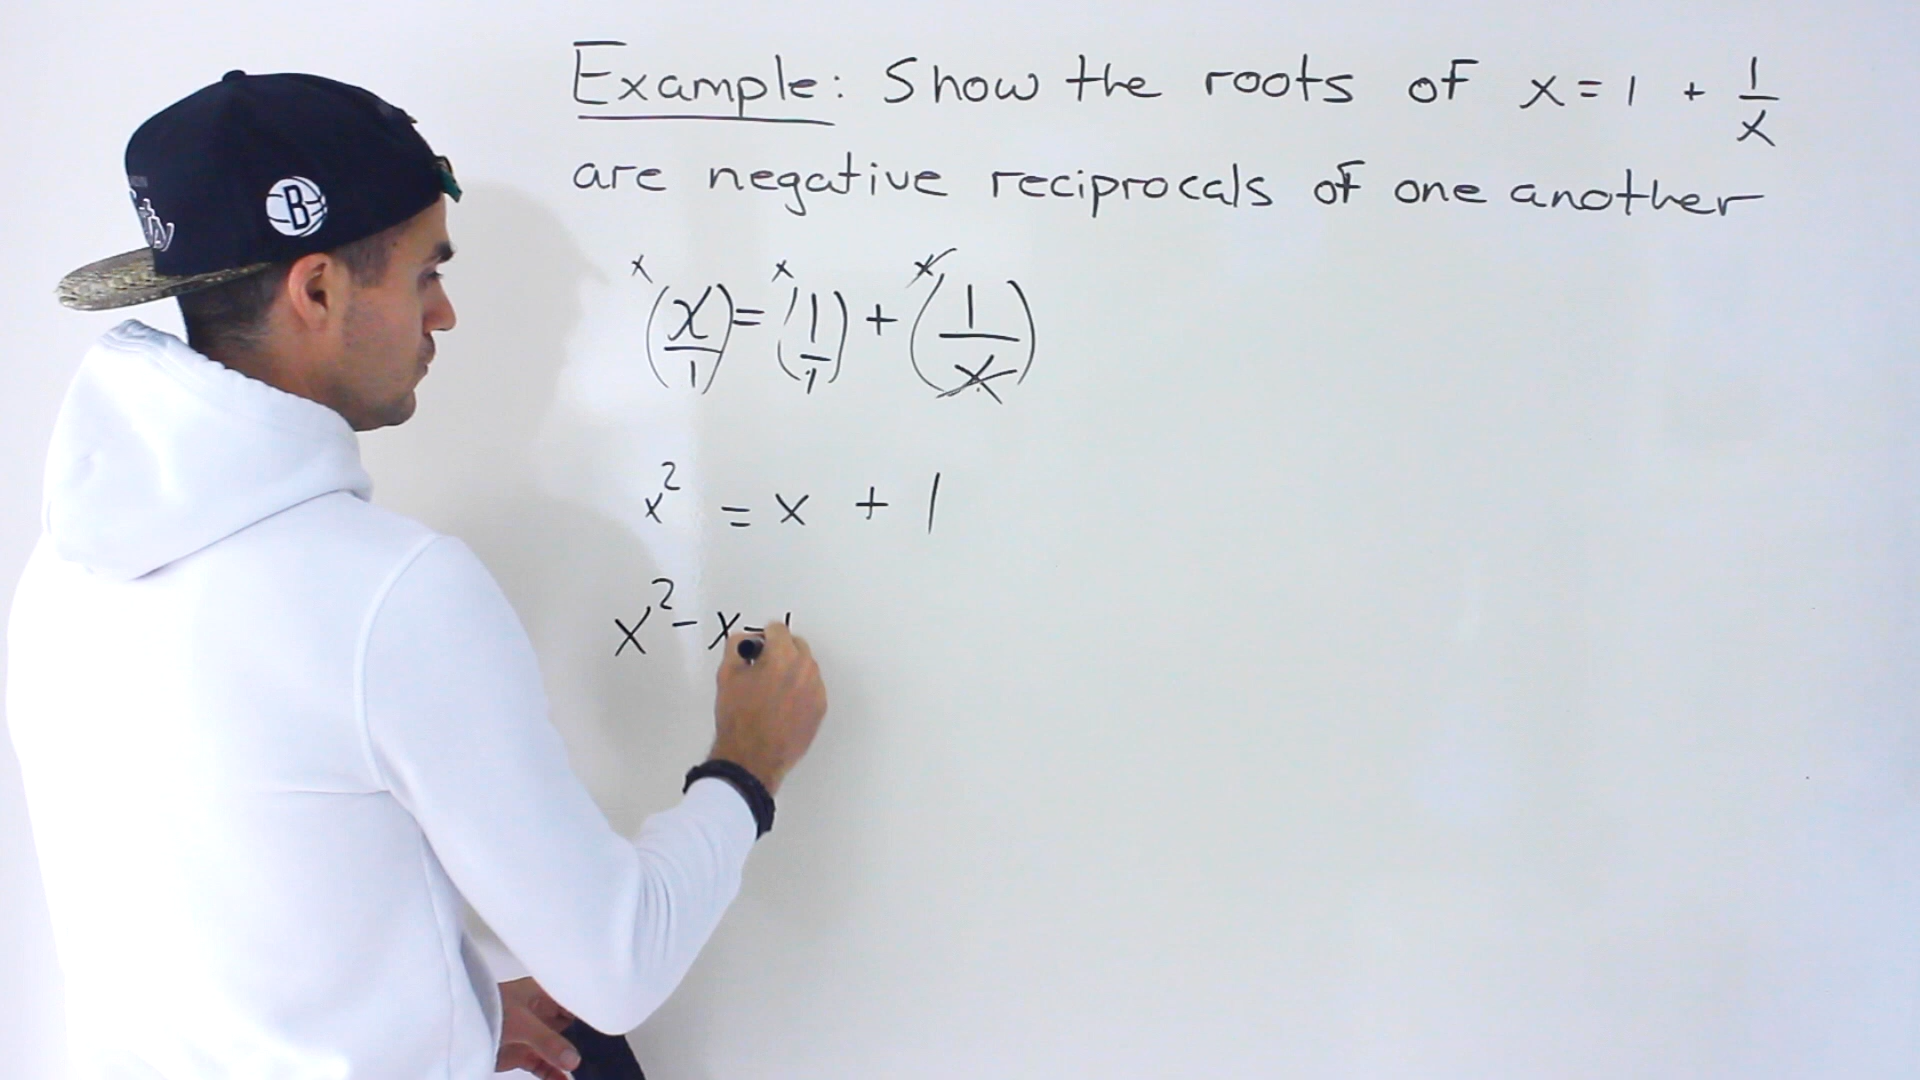 Example: Show the roots of x = 1 + 1/x
are negative reciprocals of one another
x(x/1) = x(1/1) + x(1/x)
x² = x + 1
x² - x - 1
B